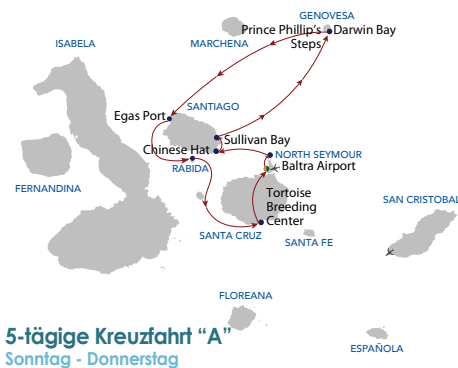 GENOVESA
Prince Phillip's Darwin Bay
Steps
ISABELA
MARCHENA
Egas Port
SANTIAGO
Sullivan Bay
Chinese Hat
NORTH SEYMOUR
RABIDA
Baltra Airport
FERNANDINA
Tortoise
Breeding
Center
SAN CRISTOBAL
SANTA CRUZ
SANTA FE
FLOREANA
ESPAÑOLA
5-tägige Kreuzfahrt “A”
Sonntag - Donnerstag